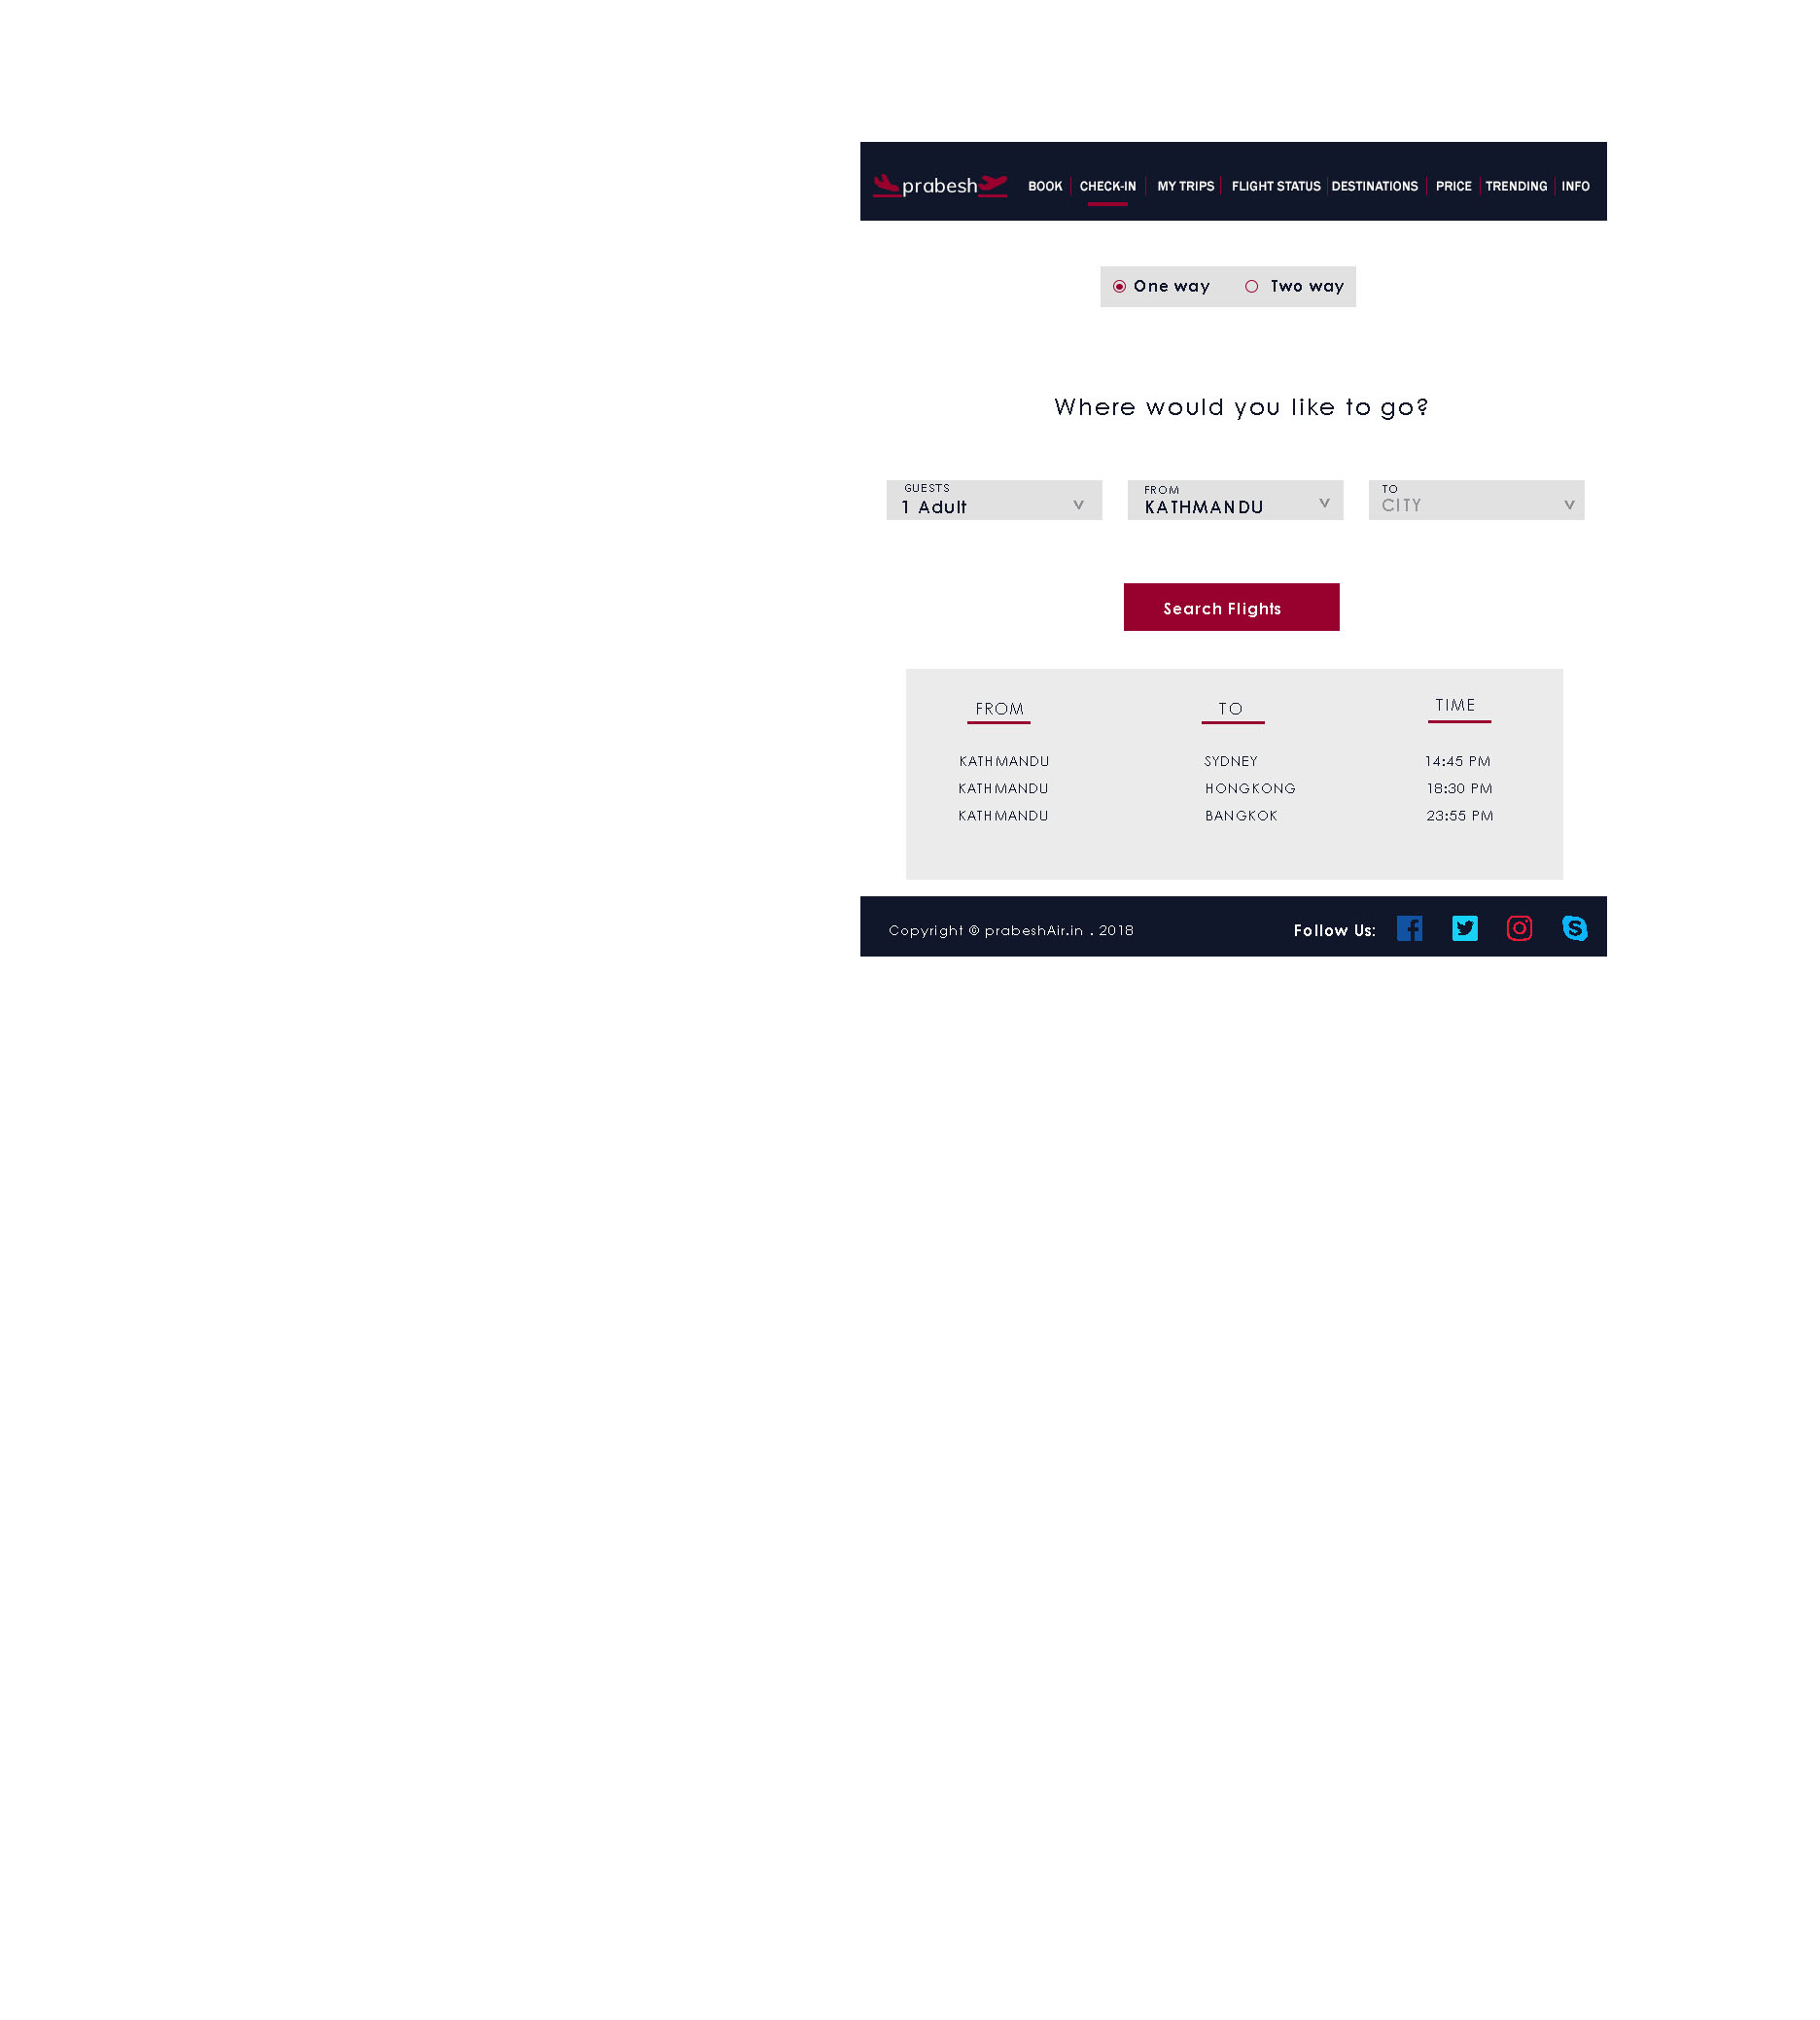 prabesh BOOK CHECK-IN MY TRIPS FLIGHT STATUS DESTINATIONS PRICE TRENDING INFO
One way Two way
Where would you like to go?
GUESTS FROM TO
1 Adult v KATHMANDU v CITY v
Search Flights
FROM TO TIME
KATHMANDU SYDNEY 14:45 PM
KATHMANDU HONGKONG 18:30 PM
KATHMANDU BANGKOK 23:55 PM
Copyright © prabeshAir.in . 2018 Follow Us: